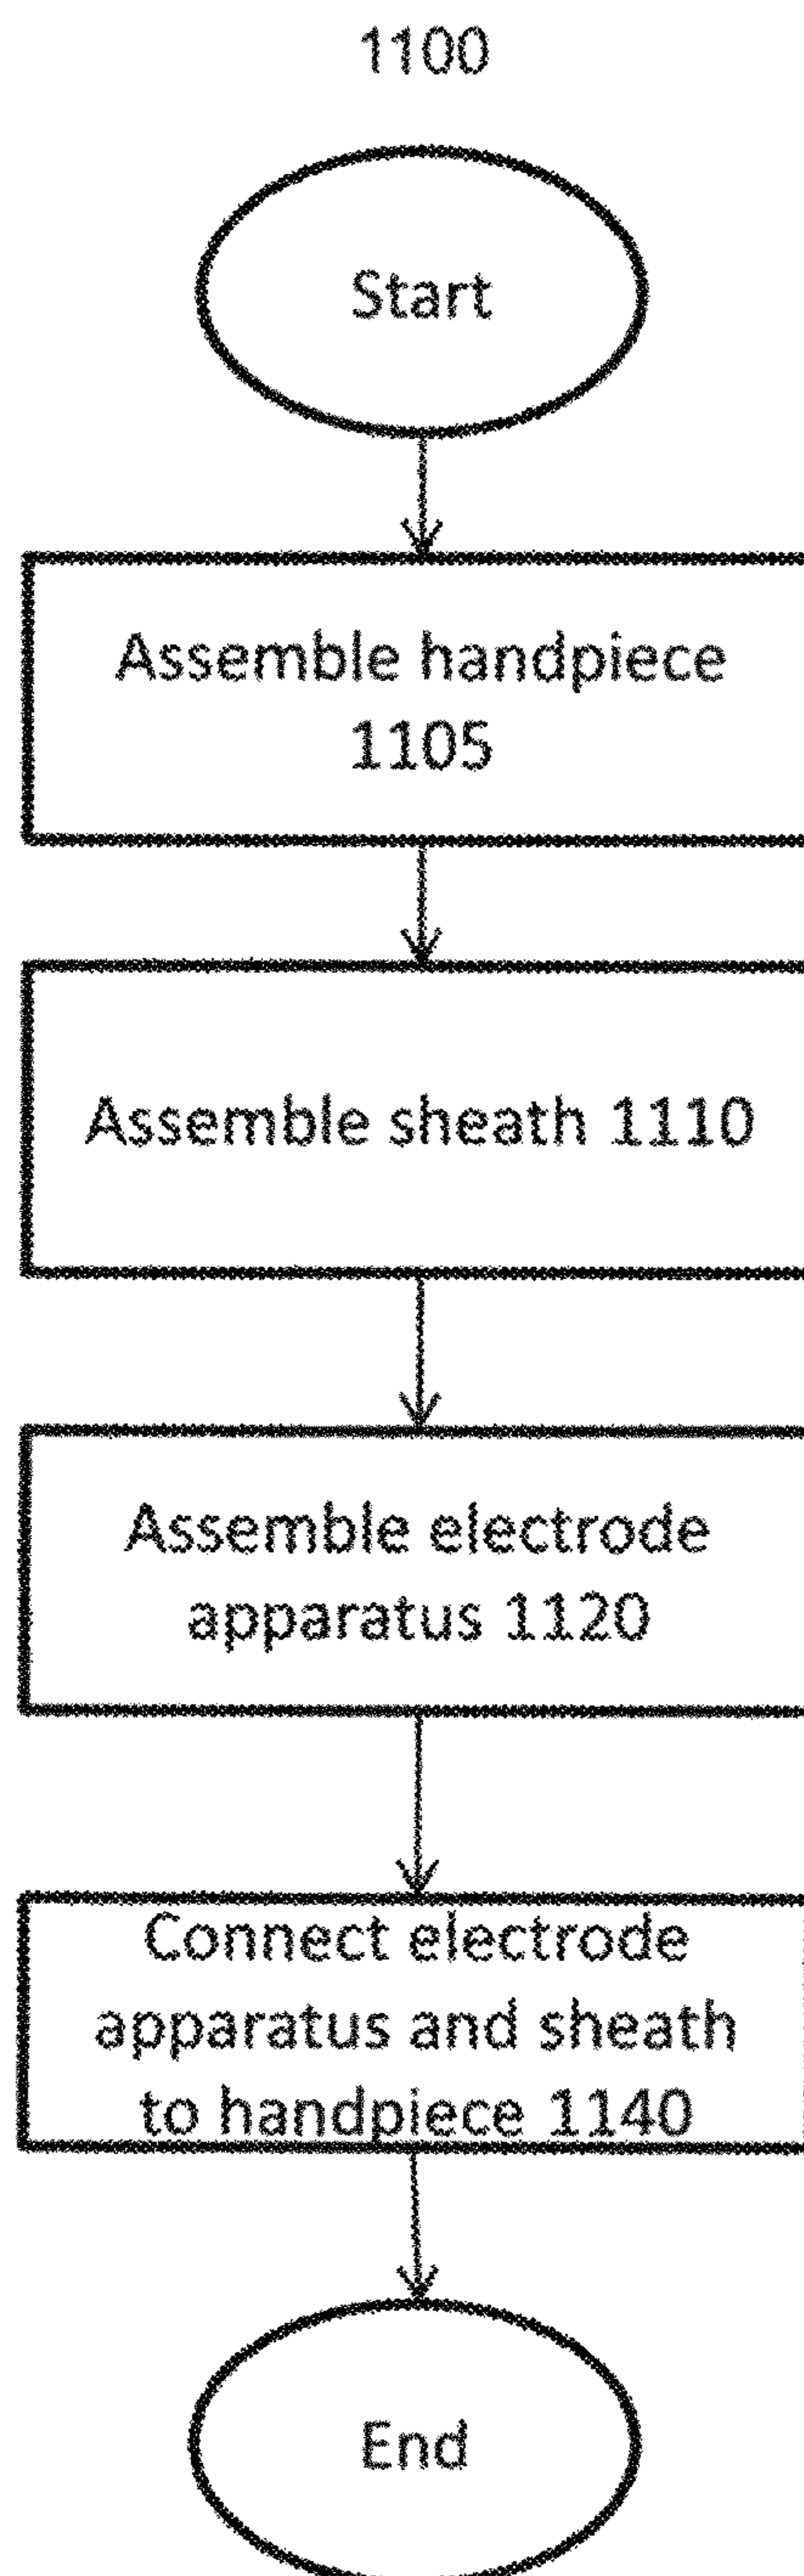 1100
Start
Assemble handpiece
1105
Assemble sheath 1110
Assemble electrode
apparatus 1120
Connect electrode
apparatus and sheath
to handpiece 1140
End